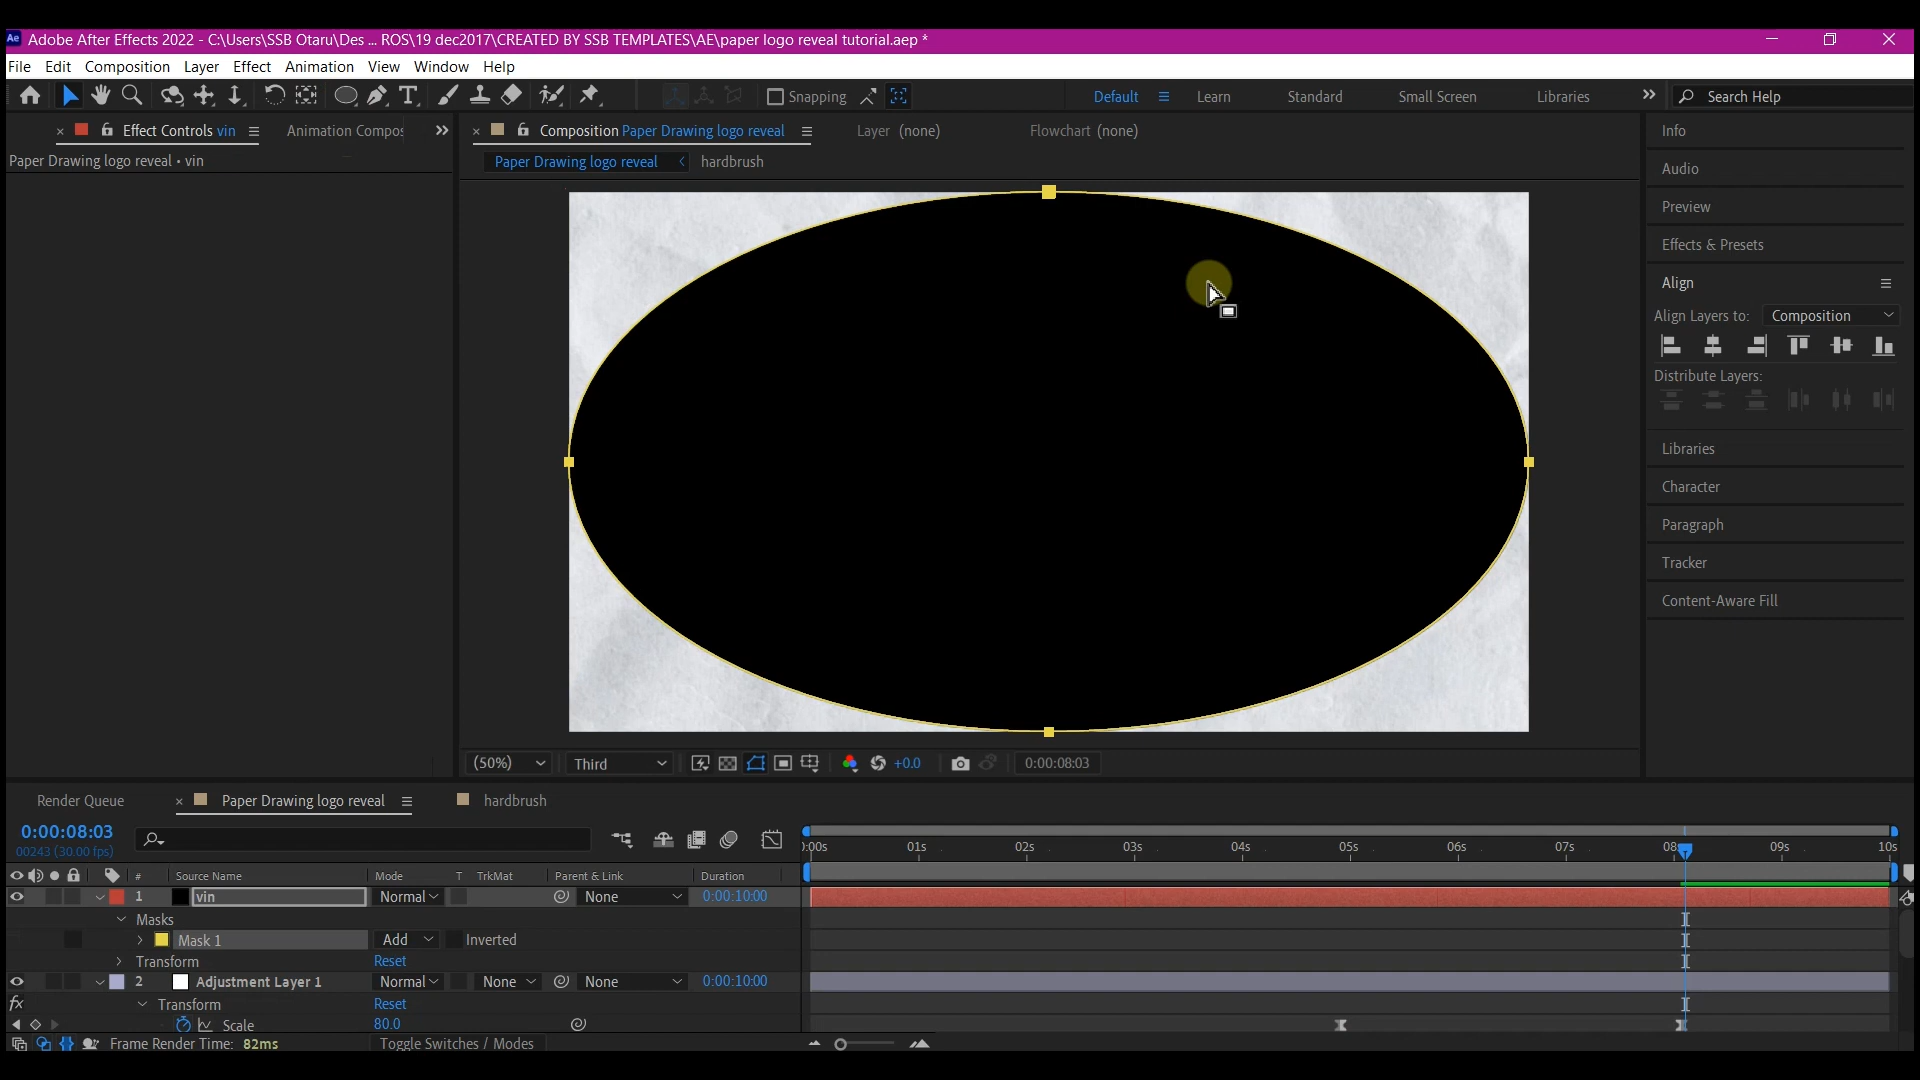 Ae Adobe After Effects 2022 - C:\Users\SSB Otaru\Des ... ROS\19 dec2017\CREATED BY SSB TEMPLATES\AE\paper logo reveal tutorial.aep *
File Edit Composition Layer Effect Animation View Window Help
Snapping Default Learn Standard Small Screen Libraries Search Help
Effect Controls vin Animation Compos Composition Paper Drawing logo reveal Layer (none) Flowchart (none) Info
Paper Drawing logo reveal • vin Paper Drawing logo reveal hardbrush
Audio
Preview
Effects & Presets
Align
Align Layers to: Composition
Distribute Layers:
Libraries
Character
Paragraph
Tracker
Content-Aware Fill
(50%) Third +0.0 0:00:08:03
Render Queue Paper Drawing logo reveal hardbrush
0:00:08:03
00243 (30.00 fps)
):00s 01s 02s 03s 04s 05s 06s 07s 08 09s 10s
# Source Name Mode T TrkMat Parent & Link Duration
1 vin Normal None 0:00:10:00
Masks
Mask 1 Add Inverted
Transform Reset
2 Adjustment Layer 1 Normal None None 0:00:10:00
fx Transform Reset
Scale 80.0
Frame Render Time: 82ms Toggle Switches / Modes